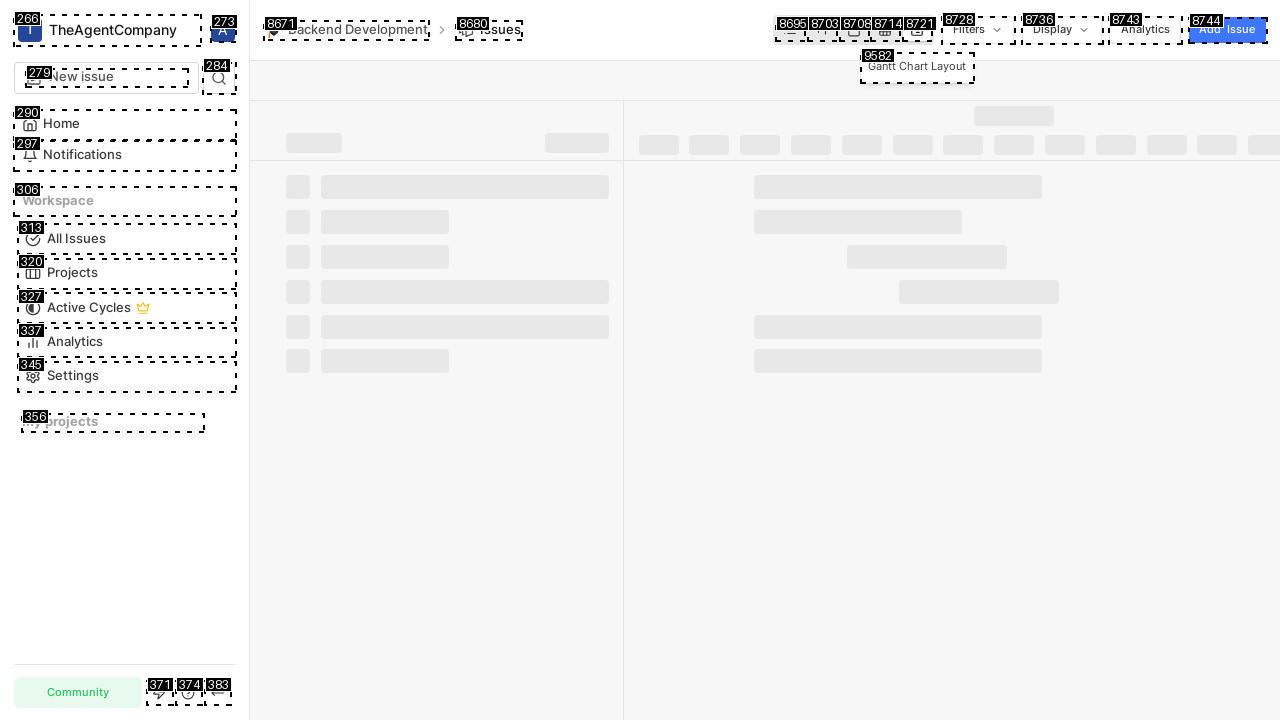 266
TheAgentCompany
273
279
New issue
284
290
Home
297
Notifications
306
Workspace
313
All Issues
320
Projects
327
Active Cycles
337
Analytics
345
Settings
356
My projects
Community
371
374
383
8671
Backend Development
8680
Issues
8695
8703
8708
8714
8721
8728
Filters
8736
Display
8743
Analytics
8744
Add Issue
9582
Gantt Chart Layout